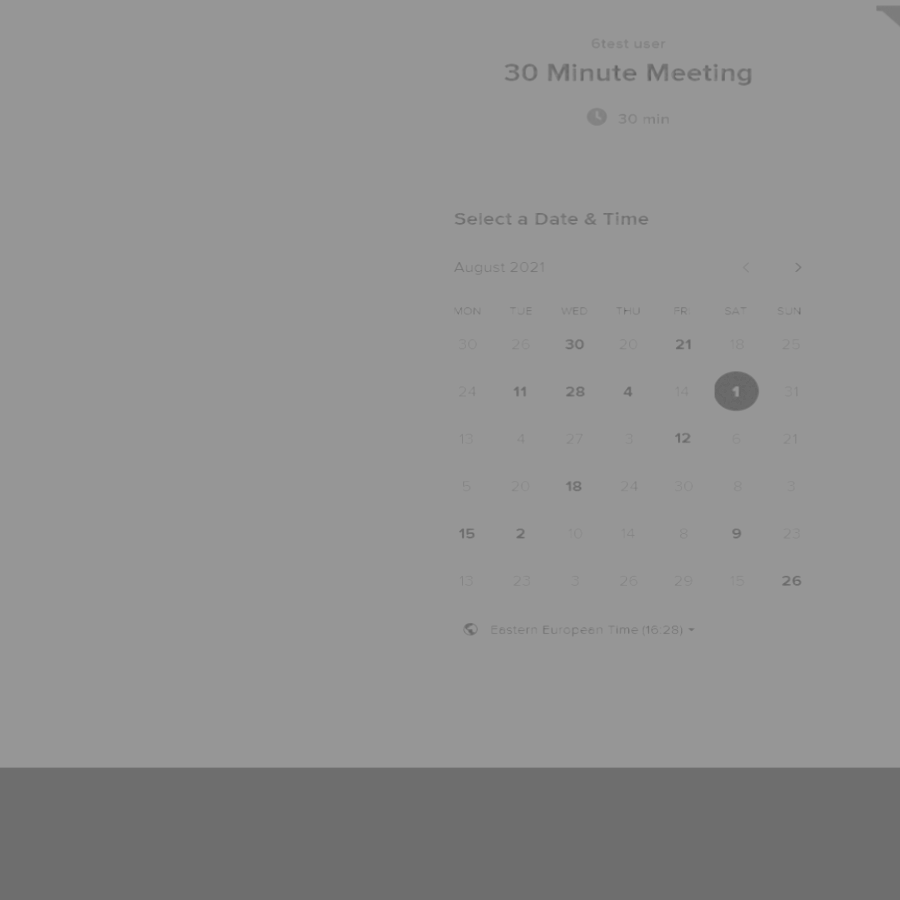 6test user
30 Minute Meeting
30 min
Select a Date & Time
August 2021
MON TUE WED THU FRI SAT SUN
30 26 30 20 21 18 25
24 11 28 4 14 1 31
13 4 27 3 12 6 21
5 20 18 24 30 8 3
15 2 10 14 8 9 23
13 23 3 26 29 15 26
Eastern European Time (16:28)